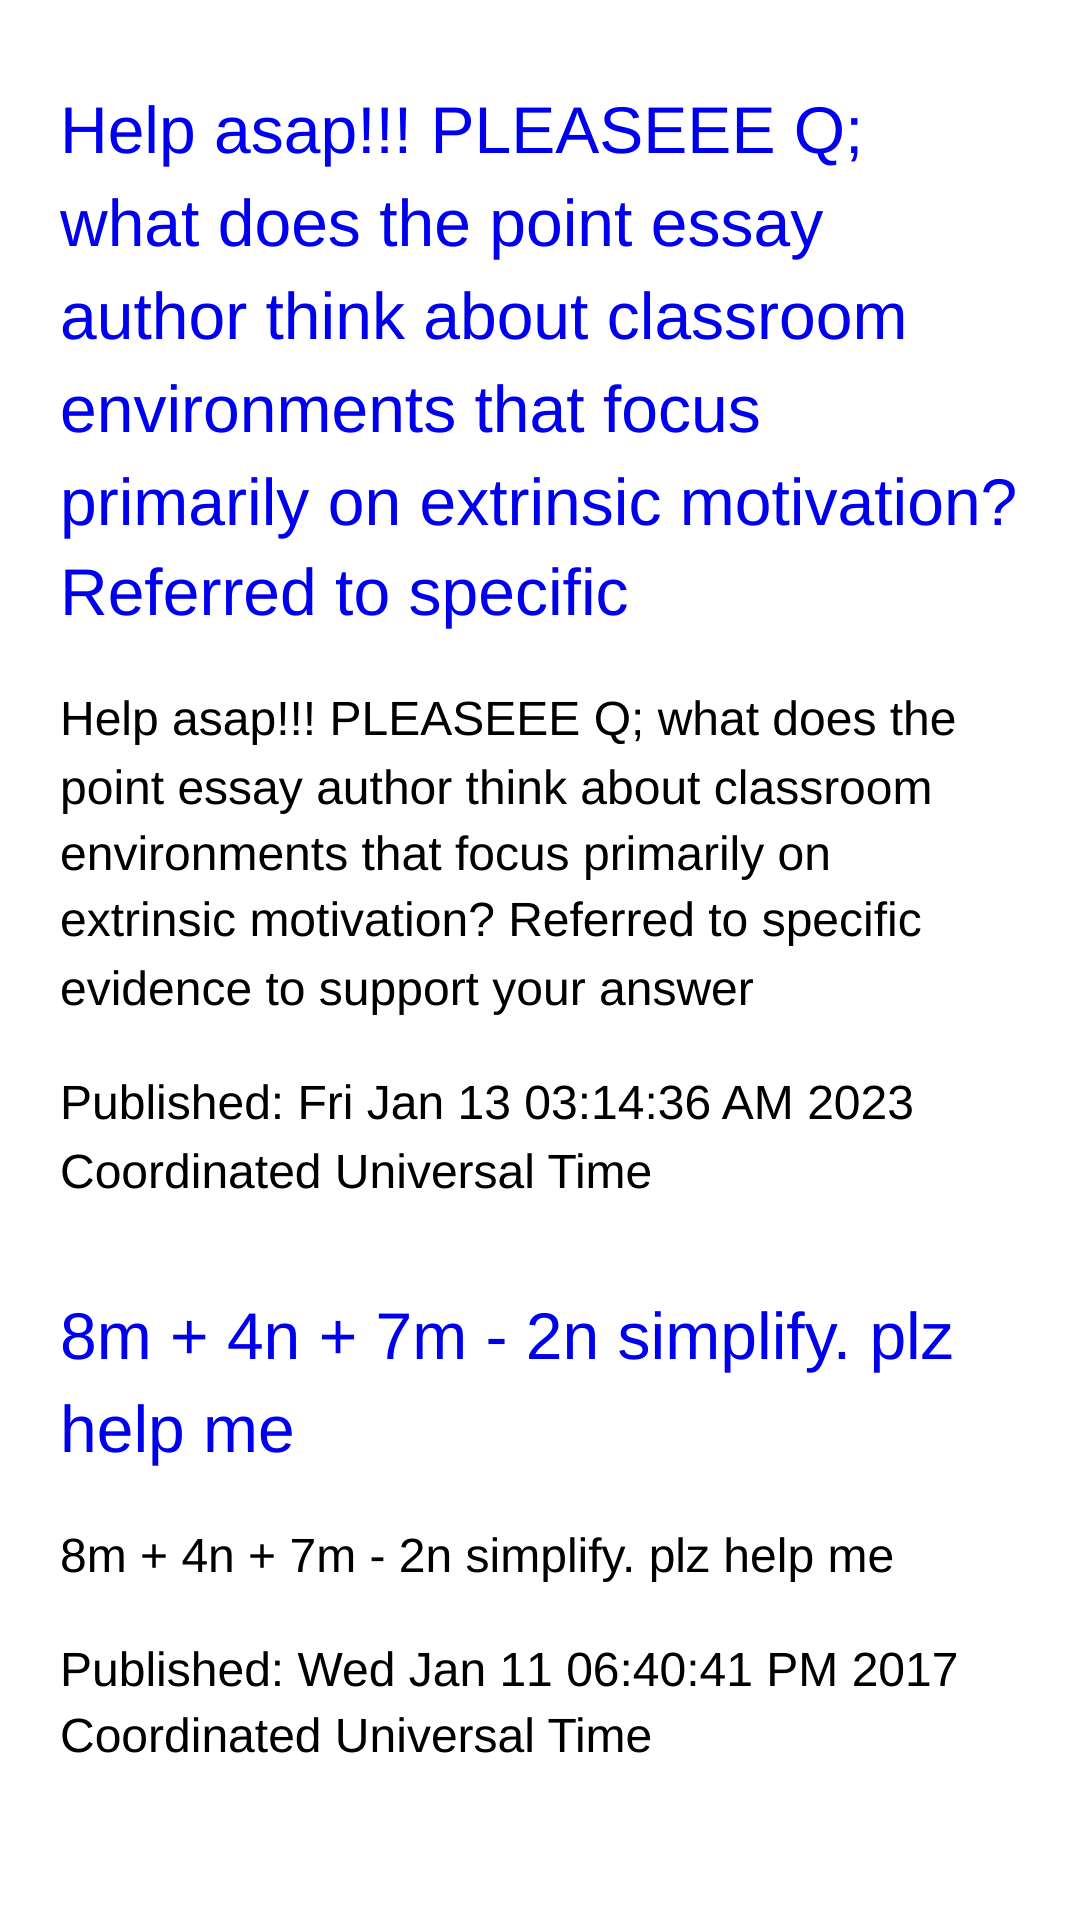 Help asap!!! PLEASEEE Q;
what does the point essay
author think about classroom
environments that focus
primarily on extrinsic motivation?
Referred to specific
Help asap!!! PLEASEEE Q; what does the
point essay author think about classroom
environments that focus primarily on
extrinsic motivation? Referred to specific
evidence to support your answer
Published: Fri Jan 13 03:14:36 AM 2023
Coordinated Universal Time
8m + 4n + 7m - 2n simplify. plz
help me
8m + 4n + 7m - 2n simplify. plz help me
Published: Wed Jan 11 06:40:41 PM 2017
Coordinated Universal Time